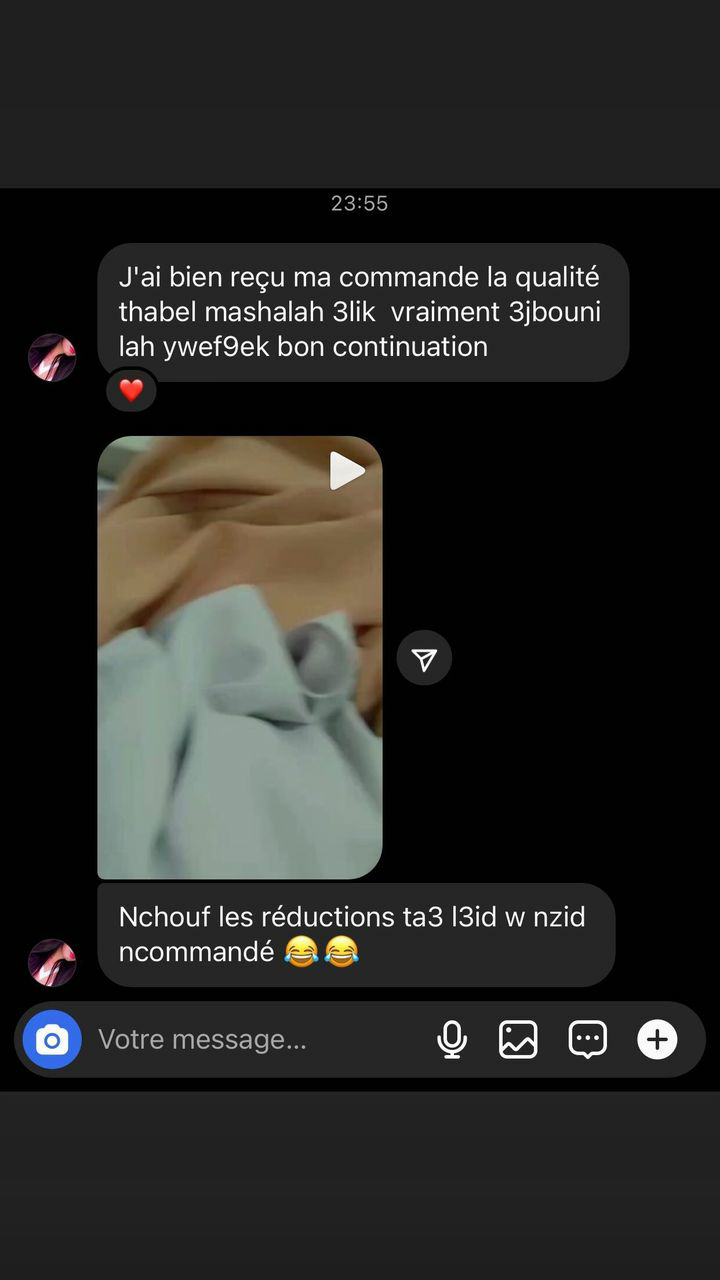 23:55
J'ai bien reçu ma commande la qualité
thabel mashalah 3lik  vraiment 3jbouni
lah ywef9ek bon continuation
❤️
Nchouf les réductions ta3 l3id w nzid
ncommandé 😂😂
Votre message...